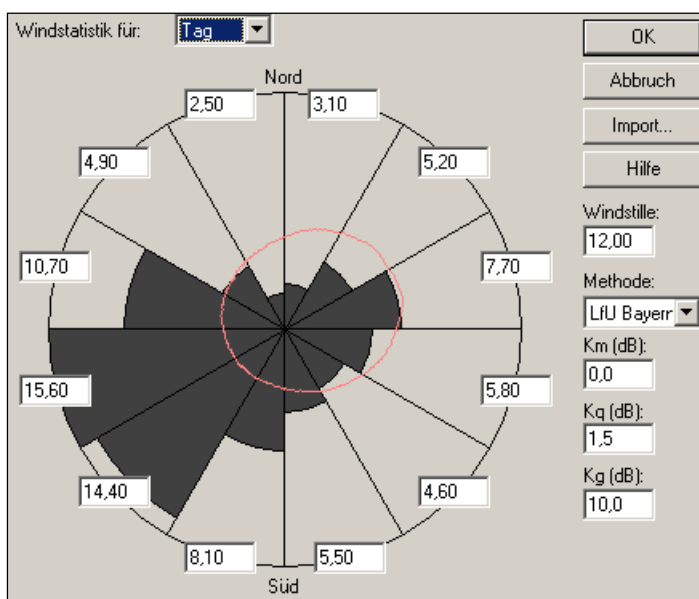 Windstatistik für:
Tag
Nord
2,50
3,10
4,90
5,20
10,70
7,70
15,60
5,80
14,40
4,60
8,10
5,50
Süd
OK
Abbruch
Import...
Hilfe
Windstille:
12,00
Methode:
LfU Bayerr
Km (dB):
0,0
Kq (dB):
1,5
Kg (dB):
10,0